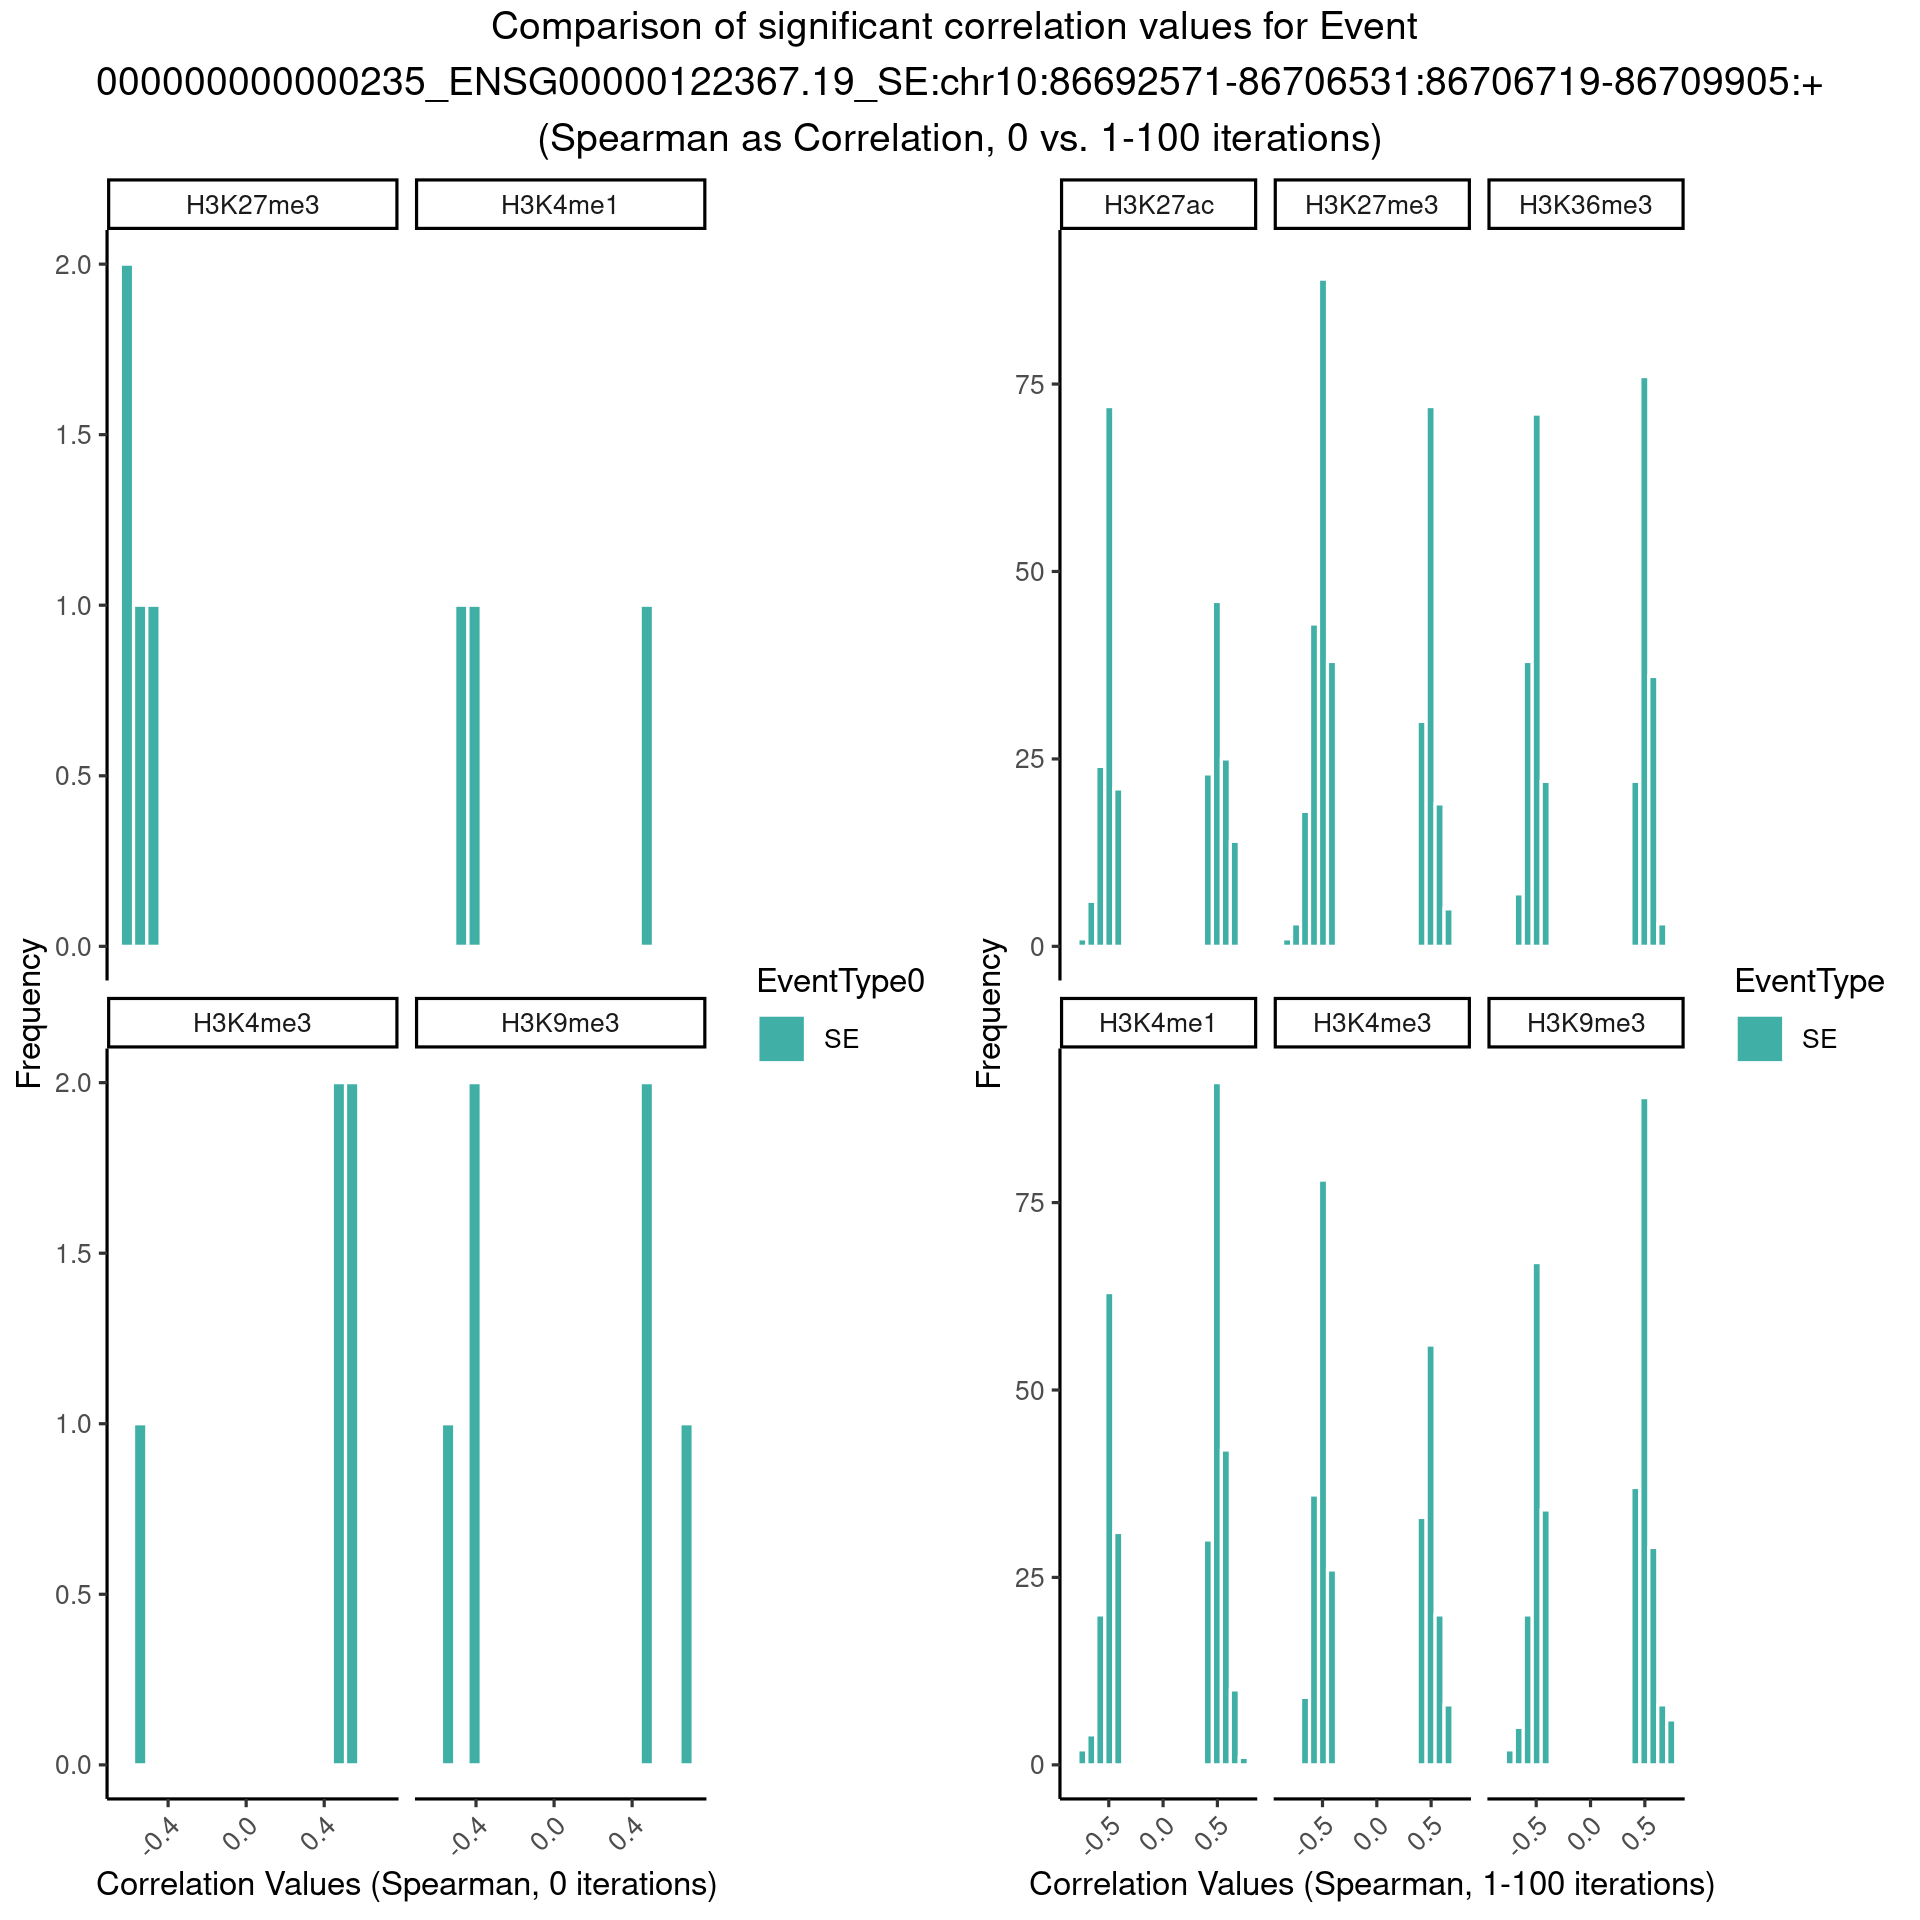 Comparison of significant correlation values for Event
000000000000235_ENSG00000122367.19_SE:chr10:86692571-86706531:86706719-86709905:+
(Spearman as Correlation, 0 vs. 1-100 iterations)
H3K27me3 H3K4me1
2.0
1.5
1.0
0.5
0.0
H3K4me3 H3K9me3
2.0
1.5
1.0
0.5
0.0
-0.4 0.0 0.4 -0.4 0.0 0.4
Frequency
Correlation Values (Spearman, 0 iterations)
EventType0
SE
H3K27ac H3K27me3 H3K36me3
75
50
25
0
H3K4me1 H3K4me3 H3K9me3
75
50
25
0
-0.5 0.0 0.5 -0.5 0.0 0.5 -0.5 0.0 0.5
Frequency
Correlation Values (Spearman, 1-100 iterations)
EventType
SE